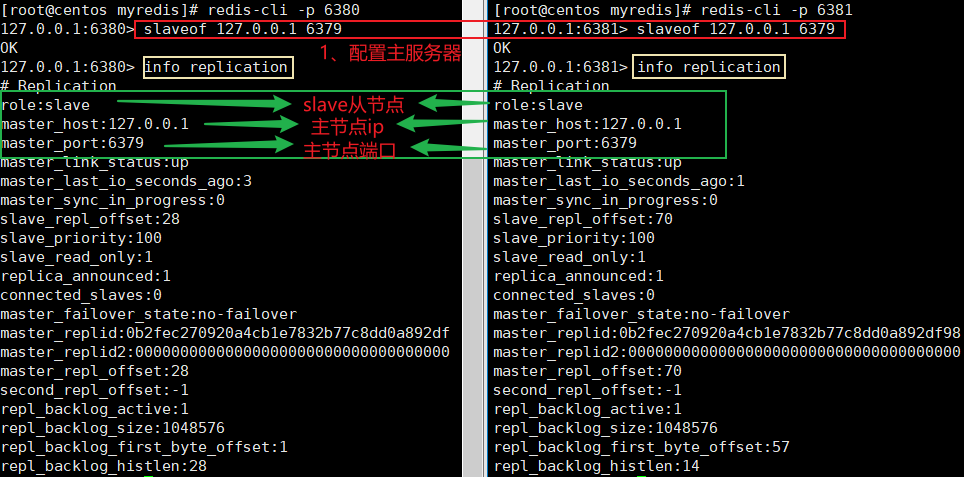 [root@centos myredis]# redis-cli -p 6380
127.0.0.1:6380> slaveof 127.0.0.1 6379
OK
127.0.0.1:6380> info replication
# Replication
role:slave
master_host:127.0.0.1
master_port:6379
master_link_status:up
master_last_io_seconds_ago:3
master_sync_in_progress:0
slave_repl_offset:28
slave_priority:100
slave_read_only:1
replica_announced:1
connected_slaves:0
master_failover_state:no-failover
master_replid:0b2fec270920a4cb1e7832b77c8dd0a892df
master_replid2:000000000000000000000000000000000000
master_repl_offset:28
second_repl_offset:-1
repl_backlog_active:1
repl_backlog_size:1048576
repl_backlog_first_byte_offset:1
repl_backlog_histlen:28
1、配置主服务器
slave从节点
主节点ip
主节点端口
[root@centos myredis]# redis-cli -p 6381
127.0.0.1:6381> slaveof 127.0.0.1 6379
OK
127.0.0.1:6381> info replication
# Replication
role:slave
master_host:127.0.0.1
master_port:6379
master_link_status:up
master_last_io_seconds_ago:1
master_sync_in_progress:0
slave_repl_offset:70
slave_priority:100
slave_read_only:1
replica_announced:1
connected_slaves:0
master_failover_state:no-failover
master_replid:0b2fec270920a4cb1e7832b77c8dd0a892df98
master_replid2:00000000000000000000000000000000000000
master_repl_offset:70
second_repl_offset:-1
repl_backlog_active:1
repl_backlog_size:1048576
repl_backlog_first_byte_offset:57
repl_backlog_histlen:14